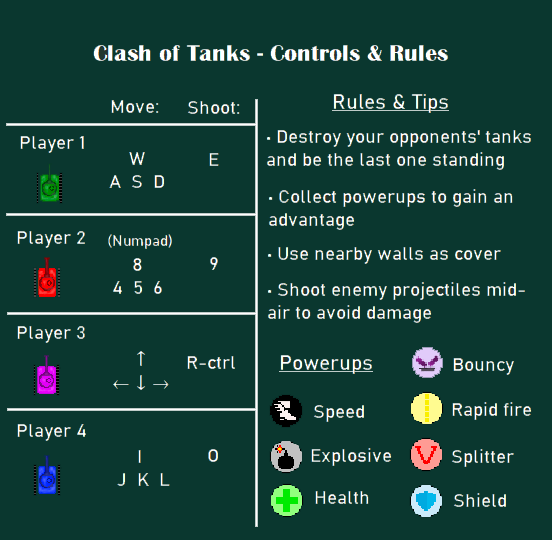 Clash of Tanks - Controls & Rules
Move: Shoot:
Player 1
W
E
A S D
Player 2
(Numpad)
8
9
4 5 6
Player 3
↑
R-ctrl
← ↓ →
Player 4
I
O
J K L
Rules & Tips
· Destroy your opponents' tanks
and be the last one standing
· Collect powerups to gain an
advantage
· Use nearby walls as cover
· Shoot enemy projectiles mid-
air to avoid damage
Powerups
Bouncy
Speed
Rapid fire
Explosive
Splitter
Health
Shield